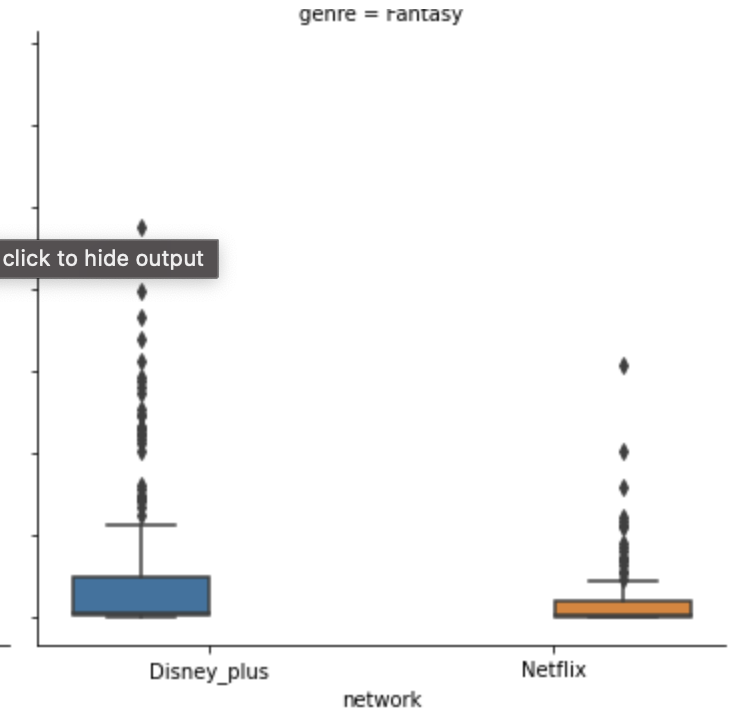 genre = Fantasy
click to hide output
Disney_plus
Netflix
network